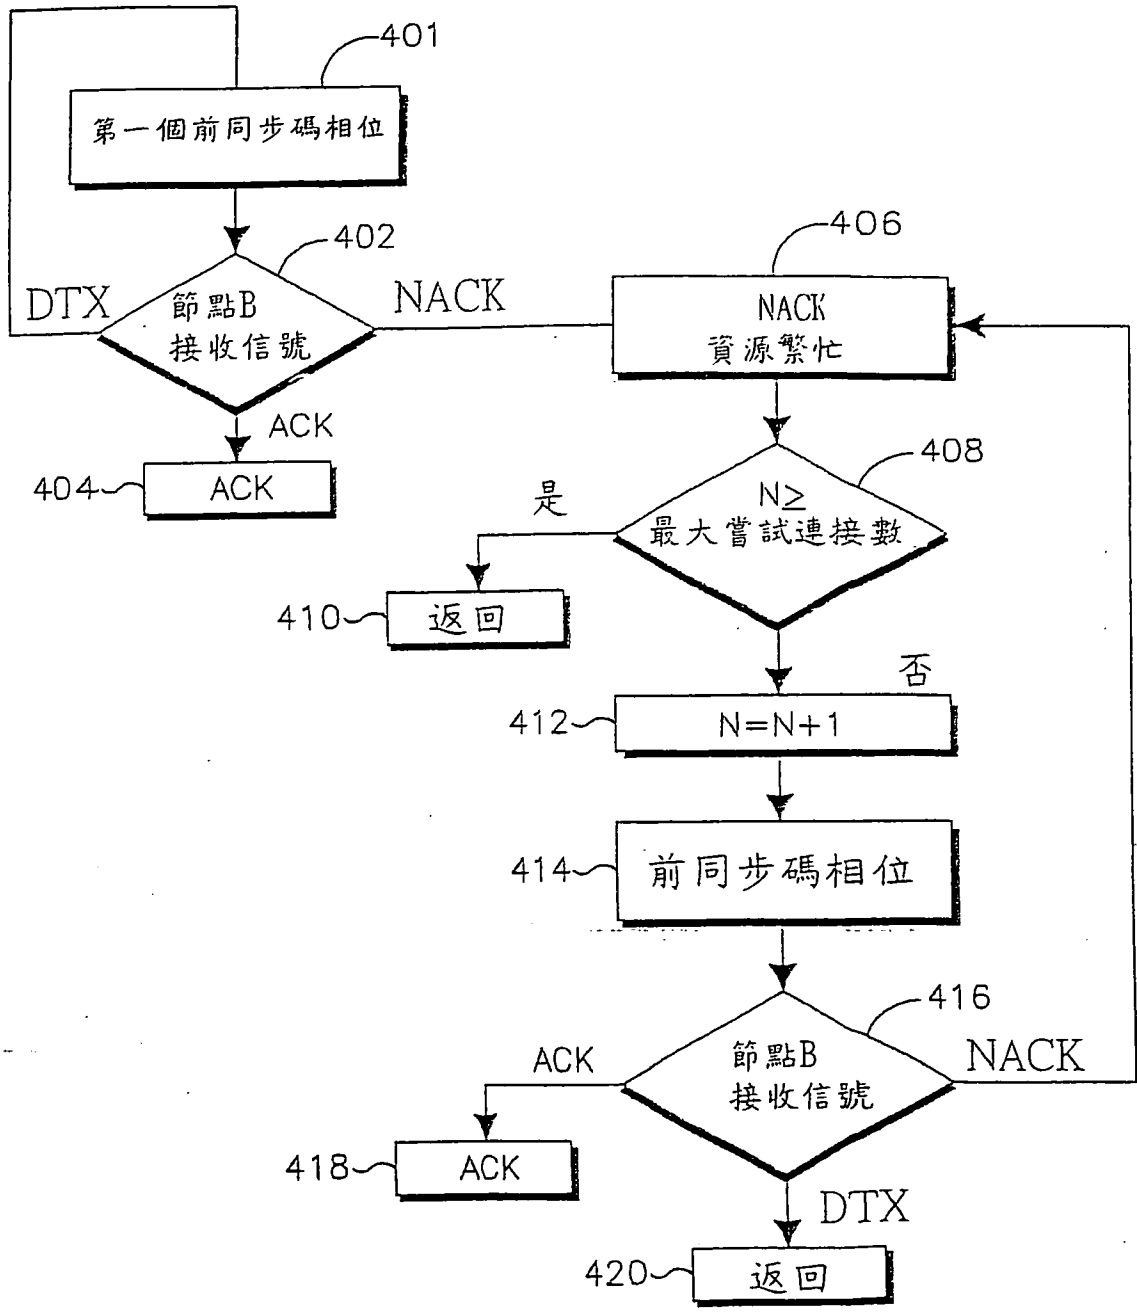 401
第一個前同步碼相位
402
DTX
節點B
接收信號
NACK
406
NACK
資源繁忙
ACK
404
ACK
408
N≥
最大嘗試連接數
是
410
返回
否
412
N=N+1
414
前同步碼相位
416
節點B
接收信號
ACK
NACK
418
ACK
DTX
420
返回